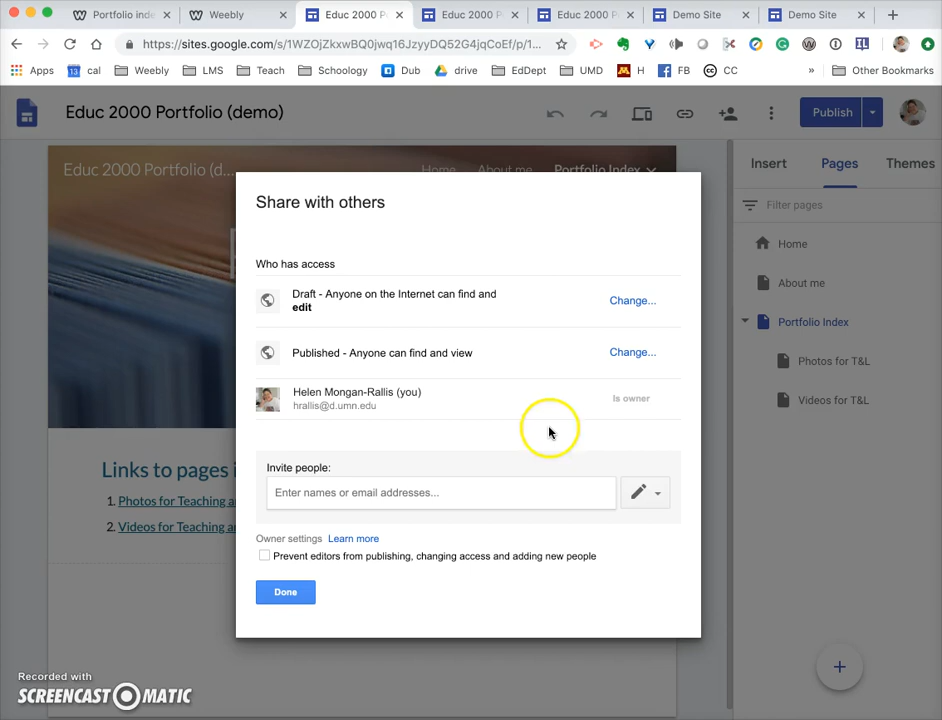 Portfolio inde
Weebly
Educ 2000 P
Educ 2000 P
Educ 2000 P
Demo Site
Demo Site
https://sites.google.com/s/1WZOjZkxwBQ0jwq16JzyyDQ52G4jqCoEf/p/1...
Apps
cal
Weebly
LMS
Teach
Schoology
Dub
drive
EdDept
UMD
H
FB
CC
»
Other Bookmarks
Educ 2000 Portfolio (demo)
Publish
Educ 2000 Portfolio (d...
Home
About me
Portfolio Index
Insert
Pages
Themes
Filter pages
Home
About me
Portfolio Index
Photos for T&L
Videos for T&L
Share with others
Who has access
Draft - Anyone on the Internet can find and
edit
Change...
Published - Anyone can find and view
Change...
Helen Mongan-Rallis (you)
hrallis@d.umn.edu
Is owner
Invite people:
Enter names or email addresses...
Owner settings Learn more
Prevent editors from publishing, changing access and adding new people
Done
Links to pages i
1. Photos for Teaching a
2. Videos for Teaching a
Recorded with
SCREENCAST MATIC